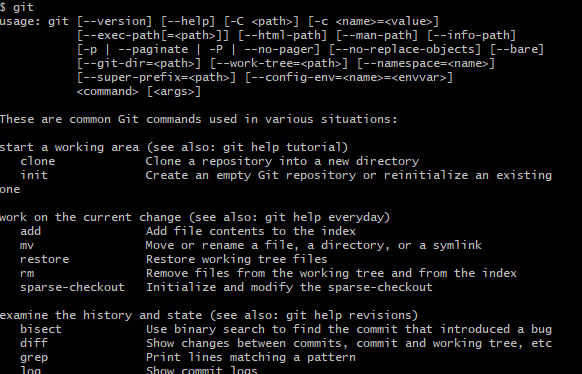 $ git
usage: git [--version] [--help] [-C <path>] [-c <name>=<value>]
           [--exec-path[=<path>]] [--html-path] [--man-path] [--info-path]
           [-p | --paginate | -P | --no-pager] [--no-replace-objects] [--bare]
           [--git-dir=<path>] [--work-tree=<path>] [--namespace=<name>]
           [--super-prefix=<path>] [--config-env=<name>=<envvar>]
           <command> [<args>]

These are common Git commands used in various situations:

start a working area (see also: git help tutorial)
   clone             Clone a repository into a new directory
   init              Create an empty Git repository or reinitialize an existing
one

work on the current change (see also: git help everyday)
   add               Add file contents to the index
   mv                Move or rename a file, a directory, or a symlink
   restore           Restore working tree files
   rm                Remove files from the working tree and from the index
   sparse-checkout   Initialize and modify the sparse-checkout

examine the history and state (see also: git help revisions)
   bisect            Use binary search to find the commit that introduced a bug
   diff              Show changes between commits, commit and working tree, etc
   grep              Print lines matching a pattern
   log               Show commit logs